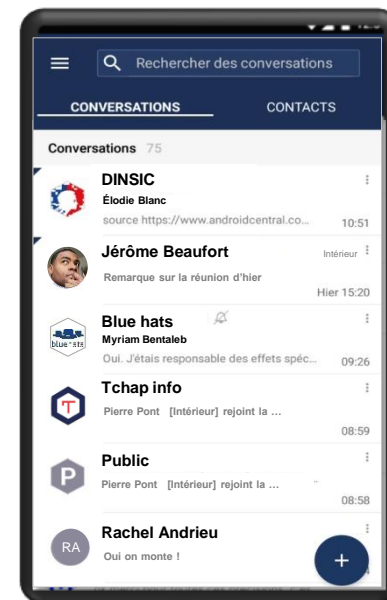 Rechercher des conversations
CONVERSATIONS CONTACTS
Conversations 75
DINSIC
Élodie Blanc
source https://www.androidcentral.co... 10:51
Jérôme Beaufort Intérieur
Remarque sur la réunion d'hier
Hier 15:20
Blue hats
Myriam Bentaleb
blue hats
Oui. J'étais responsable des effets spéc... 09:26
Tchap info
T
Pierre Pont [Intérieur] rejoint la ...
08:59
Public
P
Pierre Pont [Intérieur] rejoint la ...
08:58
Rachel Andrieu
RA
Oui on monte !
+